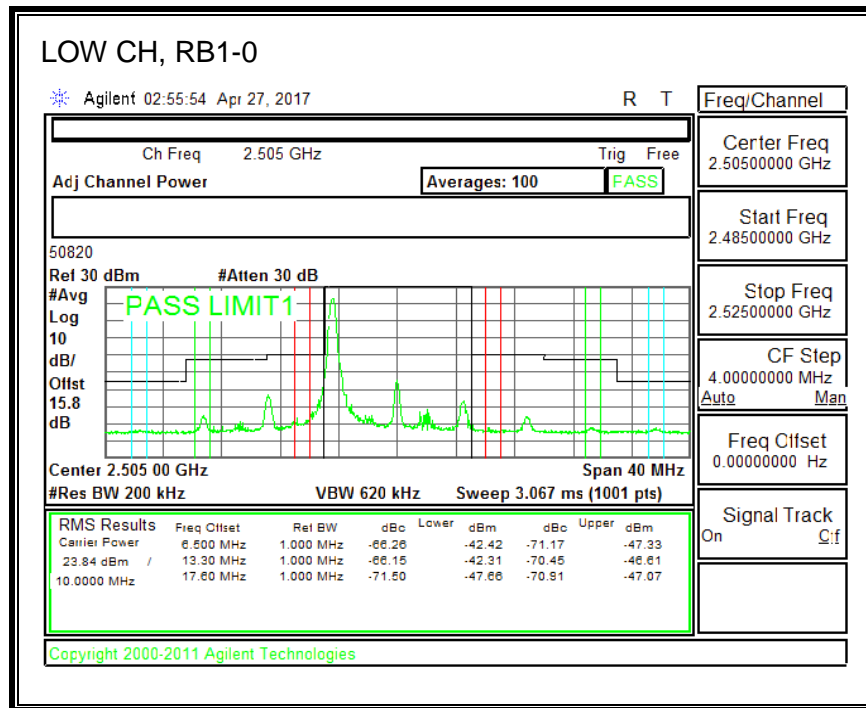 LOW CH, RB1-0
Agilent 02:55:54 Apr 27, 2017 R T
Freq/Channel
Ch Freq 2.505 GHz Trig Free
Adj Channel Power Averages: 100 PASS
Center Freq
2.50500000 GHz
Start Freq
2.48500000 GHz
Stop Freq
2.52500000 GHz
CF Step
4.00000000 MHz
Auto Man
Freq Offset
0.00000000 Hz
Signal Track
On Off
50820
Ref 30 dBm #Atten 30 dB
#Avg
Log
10
dB/
Offst
15.8
dB
PASS LIMIT1
Center 2.505 00 GHz Span 40 MHz
#Res BW 200 kHz VBW 620 kHz Sweep 3.067 ms (1001 pts)
RMS Results Freq Offset Ref BW dBc Lower dBm dBc Upper dBm
Carrier Power 6.500 MHz 1.000 MHz -66.26 -42.42 -71.17 -47.33
23.84 dBm / 13.30 MHz 1.000 MHz -66.15 -42.31 -70.45 -46.61
10.0000 MHz 17.60 MHz 1.000 MHz -71.50 -47.66 -70.91 -47.07
Copyright 2000-2011 Agilent Technologies